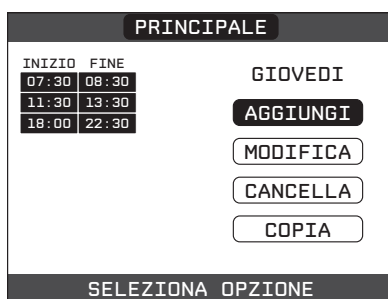 PRINCIPALE
INIZIO FINE
07:30 08:30
11:30 13:30
18:00 22:30
GIOVEDI
AGGIUNGI
MODIFICA
CANCELLA
COPIA
SELEZIONA OPZIONE